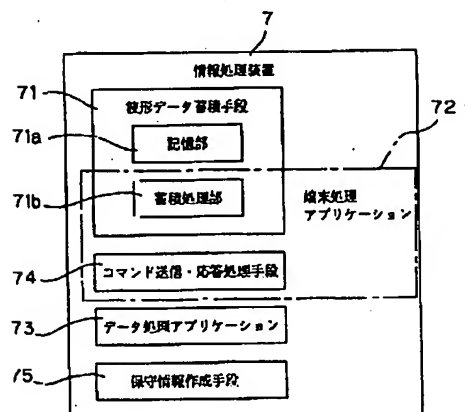 7
情報処理装置
71
波形データ蓄積手段
72
71a
記憶部
71b
蓄積処理部
端末処理
アプリケーション
74
コマンド送信・応答処理手段
73
データ処理アプリケーション
75
保守情報作成手段